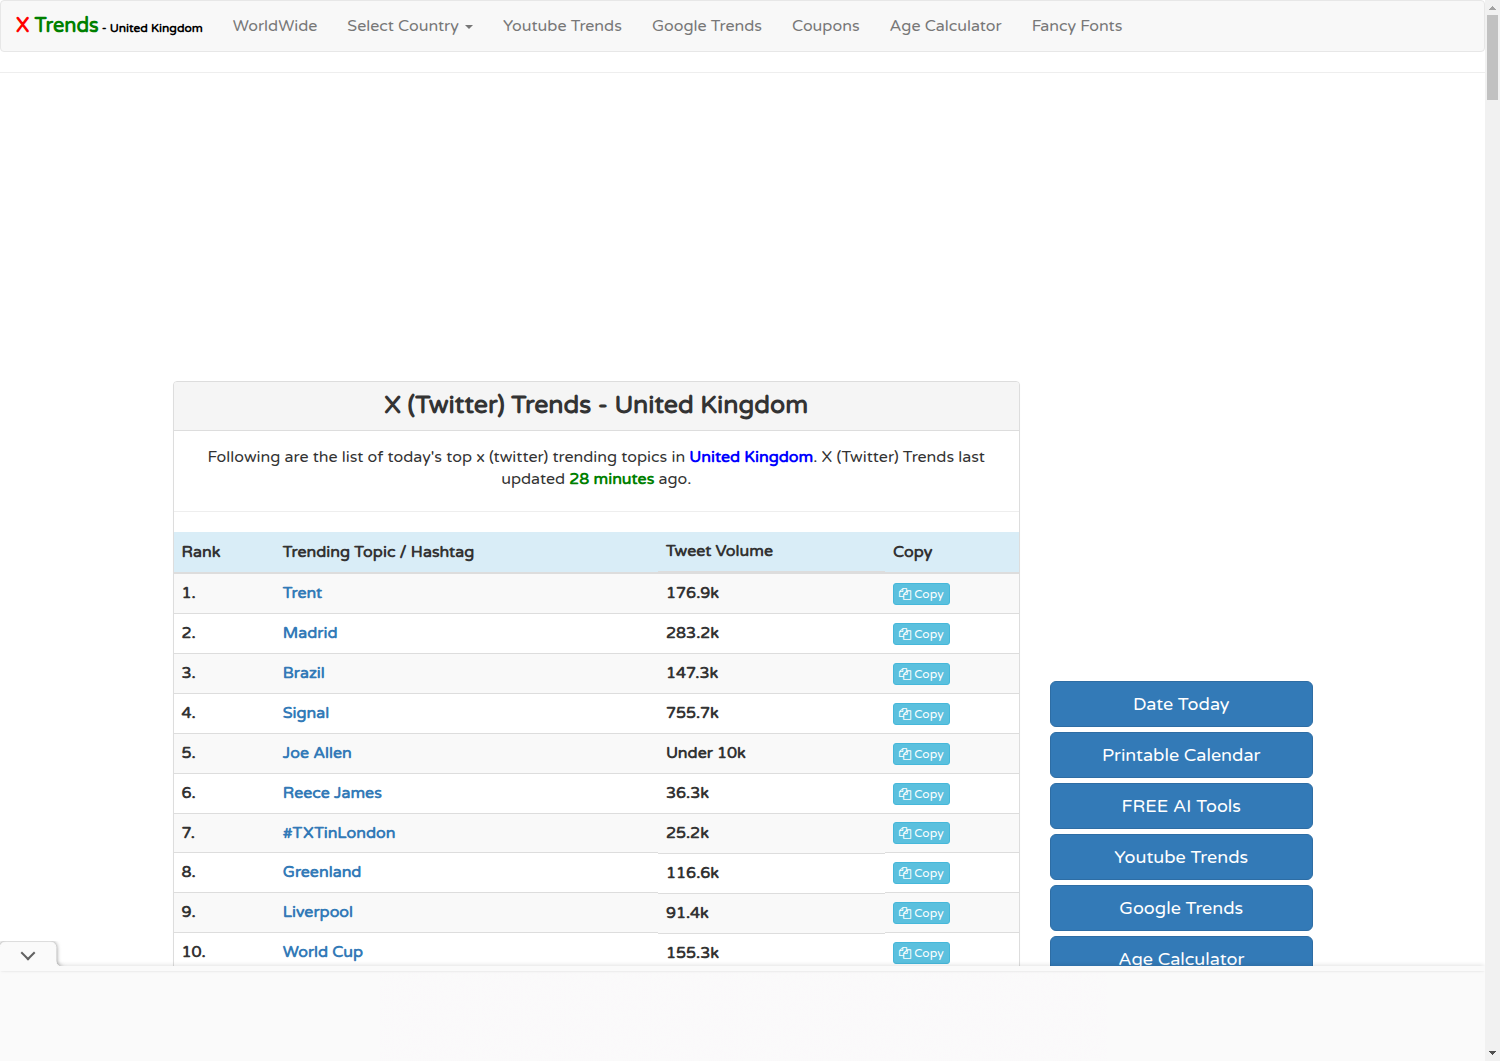 X Trends - United Kingdom WorldWide Select Country Youtube Trends Google Trends Coupons Age Calculator Fancy Fonts
X (Twitter) Trends - United Kingdom
Following are the list of today's top x (twitter) trending topics in United Kingdom. X (Twitter) Trends last
updated 28 minutes ago.
Rank Trending Topic / Hashtag Tweet Volume Copy
1. Trent 176.9k Copy
2. Madrid 283.2k Copy
3. Brazil 147.3k Copy
4. Signal 755.7k Copy
5. Joe Allen Under 10k Copy
6. Reece James 36.3k Copy
7. #TXTinLondon 25.2k Copy
8. Greenland 116.6k Copy
9. Liverpool 91.4k Copy
10. World Cup 155.3k Copy
Date Today
Printable Calendar
FREE AI Tools
Youtube Trends
Google Trends
Age Calculator